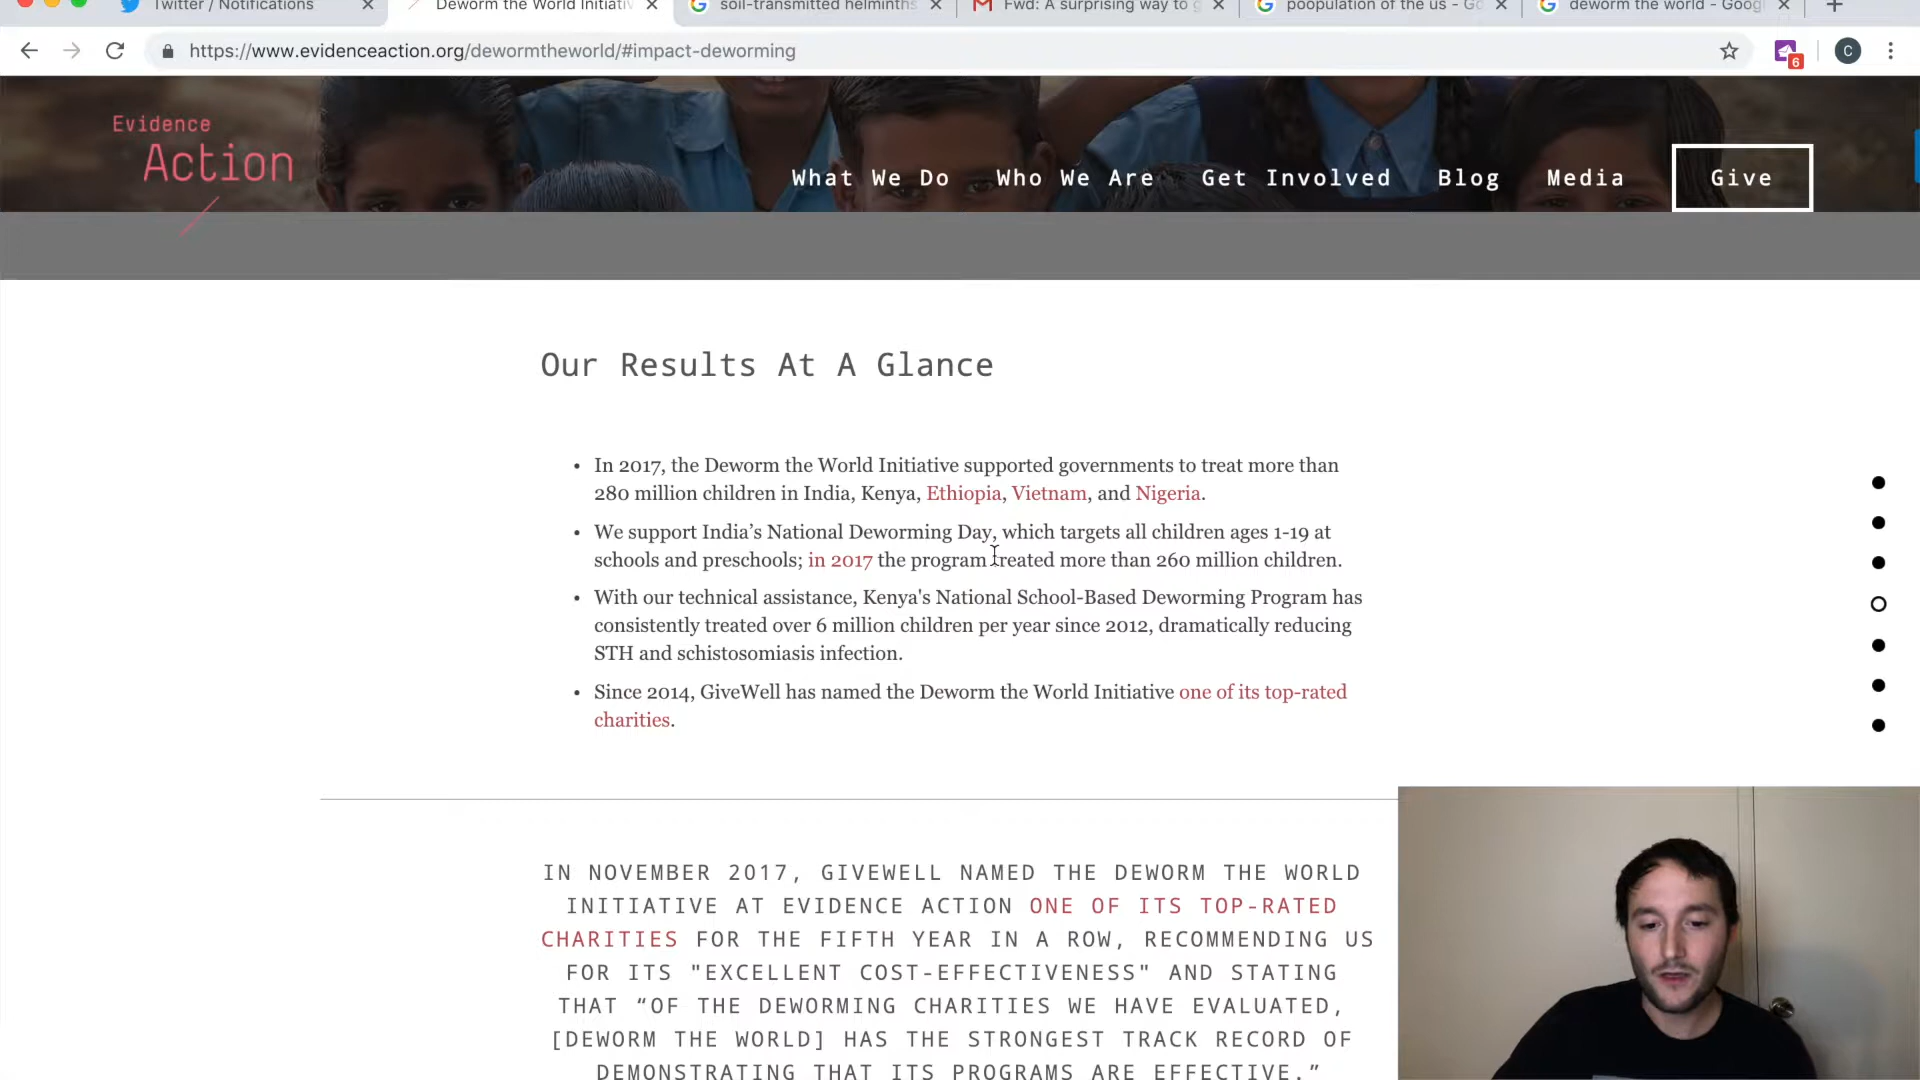 Twitter / Notifications
Deworm the World Initiativ
soil-transmitted helminths
Fwd: A surprising way to g
poopulation of the us - Go
deworm the world - Googl
https://www.evidenceaction.org/dewormtheworld/#impact-deworming
6
C
Evidence
Action
What We Do
Who We Are
Get Involved
Blog
Media
Give
Our Results At A Glance
• In 2017, the Deworm the World Initiative supported governments to treat more than
280 million children in India, Kenya, Ethiopia, Vietnam, and Nigeria.
• We support India’s National Deworming Day, which targets all children ages 1-19 at
schools and preschools; in 2017 the program treated more than 260 million children.
• With our technical assistance, Kenya's National School-Based Deworming Program has
consistently treated over 6 million children per year since 2012, dramatically reducing
STH and schistosomiasis infection.
• Since 2014, GiveWell has named the Deworm the World Initiative one of its top-rated
charities.
IN NOVEMBER 2017, GIVEWELL NAMED THE DEWORM THE WORLD
INITIATIVE AT EVIDENCE ACTION ONE OF ITS TOP-RATED
CHARITIES FOR THE FIFTH YEAR IN A ROW, RECOMMENDING US
FOR ITS "EXCELLENT COST-EFFECTIVENESS" AND STATING
THAT “OF THE DEWORMING CHARITIES WE HAVE EVALUATED,
[DEWORM THE WORLD] HAS THE STRONGEST TRACK RECORD OF
DEMONSTRATING THAT ITS PROGRAMS ARE EFFECTIVE.”